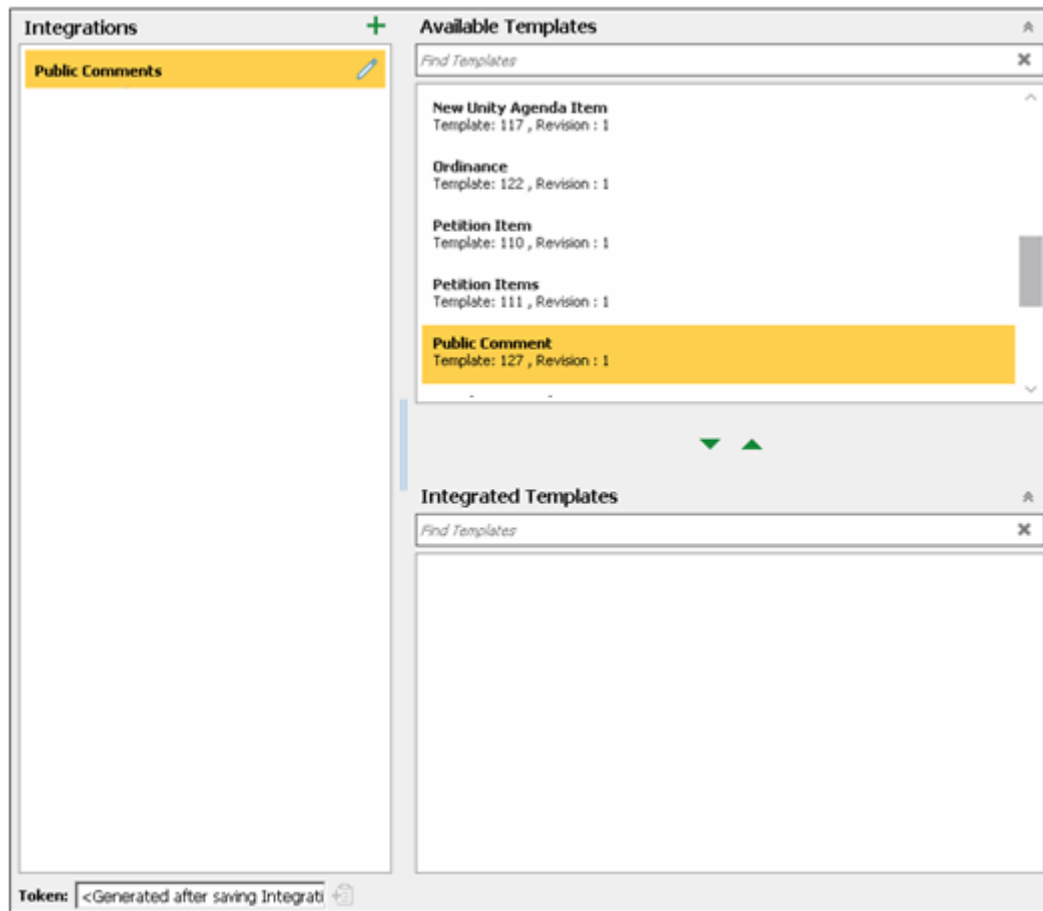 Integrations
Public Comments
Available Templates
Find Templates
New Unity Agenda Item
Template: 117 , Revision : 1
Ordinance
Template: 122 , Revision : 1
Petition Item
Template: 110 , Revision : 1
Petition Items
Template: 111 , Revision : 1
Public Comment
Template: 127 , Revision : 1
Integrated Templates
Find Templates
Token: <Generated after saving Integrati